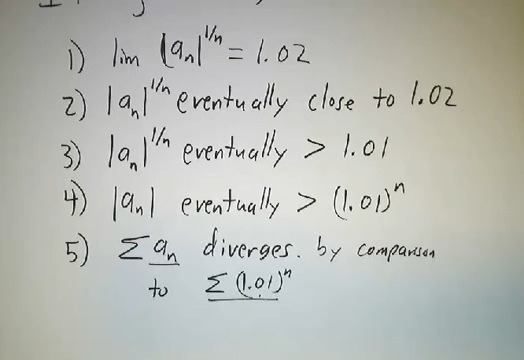 1) lim |aₙ|^1/n = 1.02
2) |aₙ|^1/n eventually close to 1.02
3) |aₙ|^1/n eventually > 1.01
4) |aₙ| eventually > (1.01)^n
5) Σ aₙ diverges. by comparison
to Σ (1.01)^n